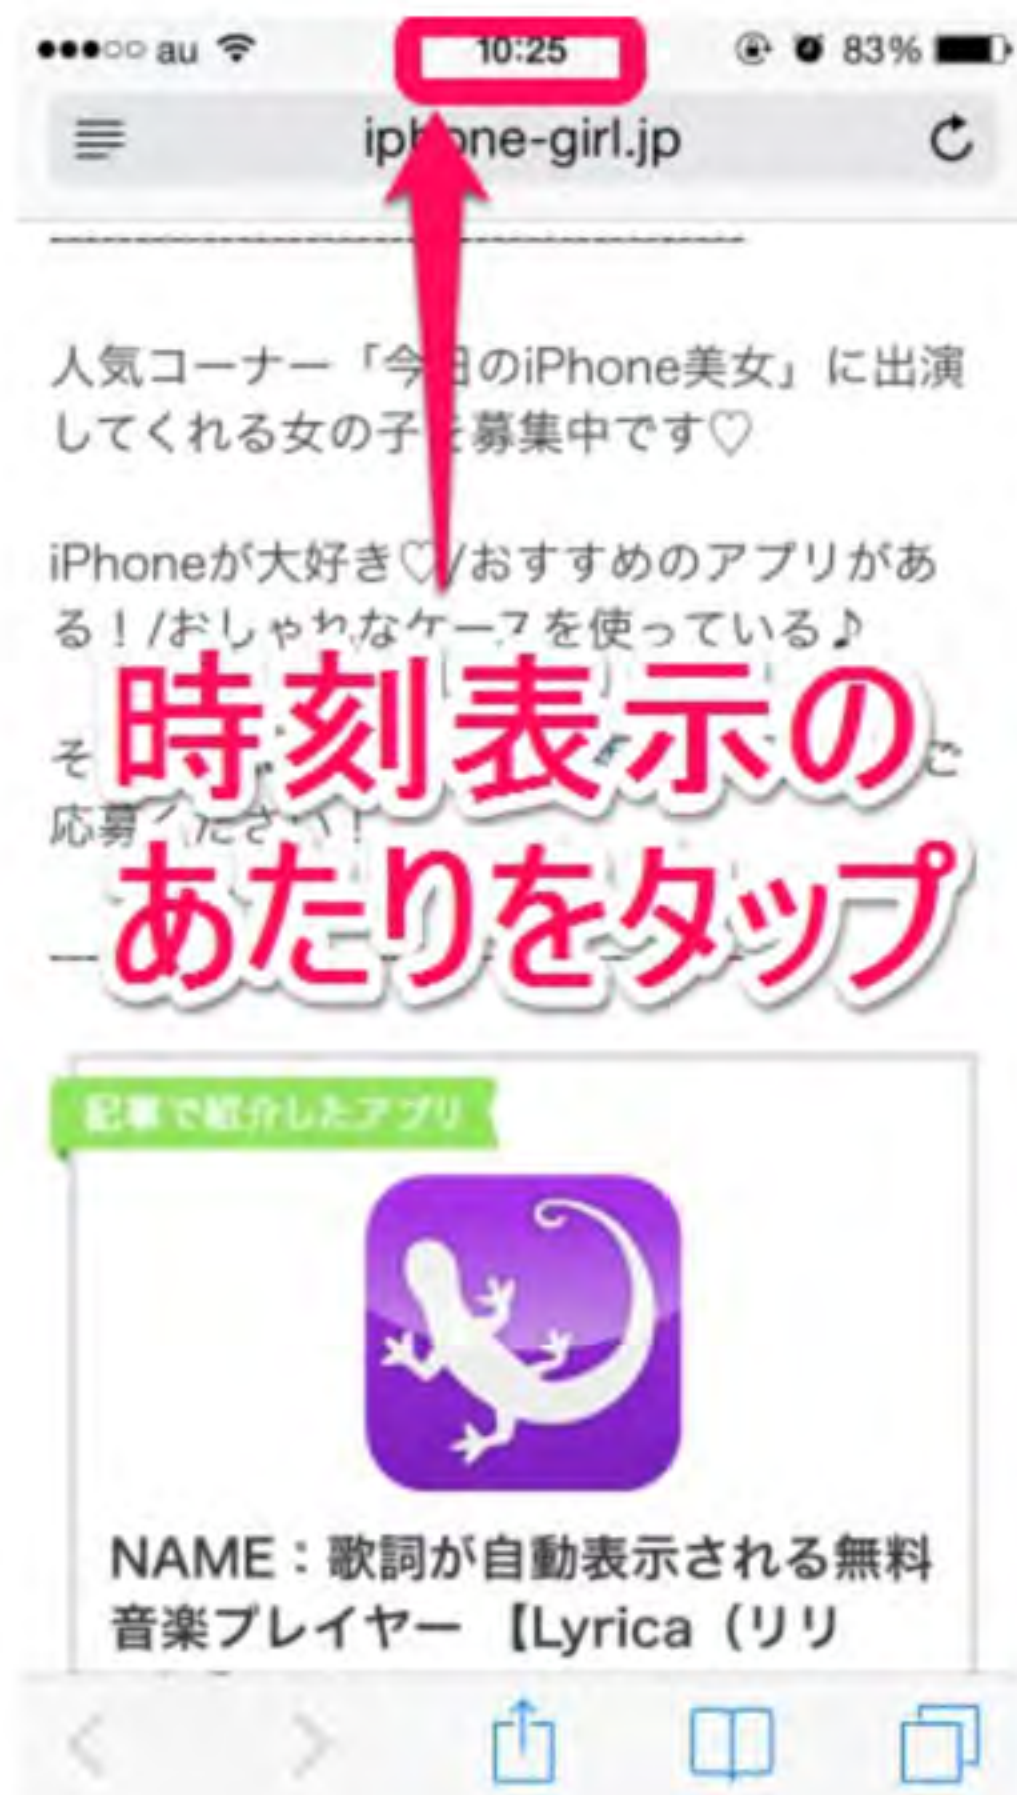 au
10:25
83%
iphone-girl.jp
人気コーナー「今日のiPhone美女」に出演
してくれる女の子を募集中です♡
iPhoneが大好き♡/おすすめのアプリがあ
る！/おしゃれなケースを使っている♪
時刻表示の
そ
ご
応募ください！
あたりをタップ
記事で紹介したアプリ
NAME：歌詞が自動表示される無料
音楽プレイヤー 【Lyrica（リリ